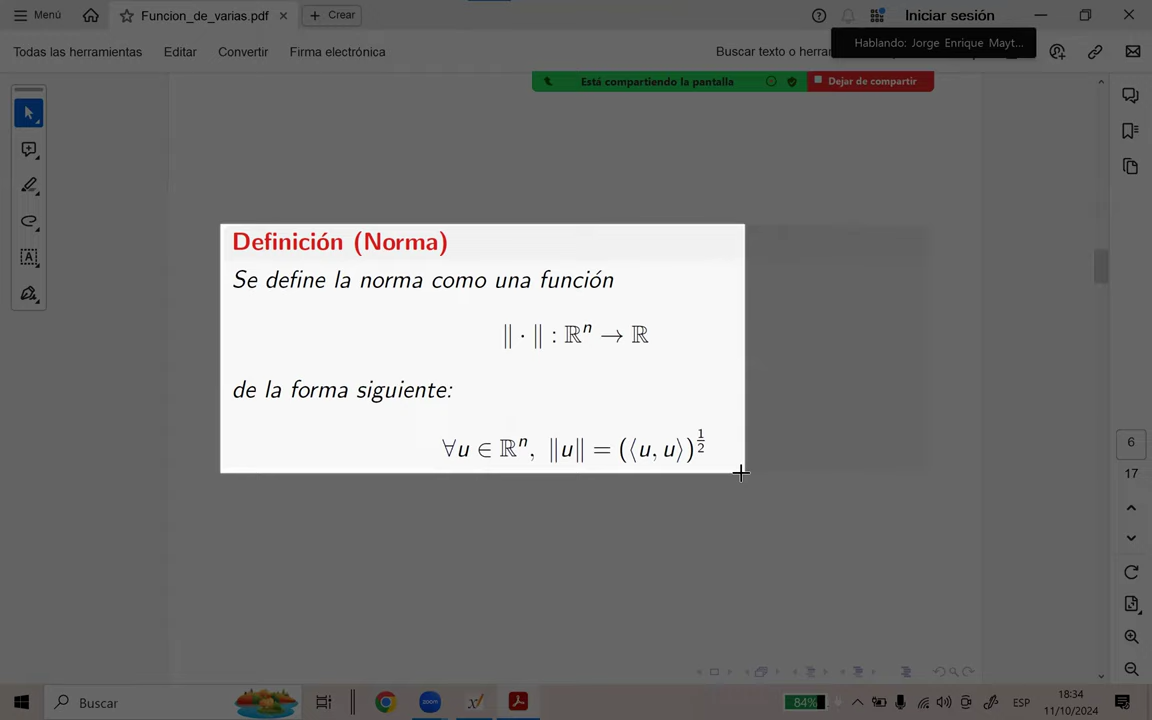 Menú
Funcion_de_varias.pdf
Crear
Iniciar sesión
Todas las herramientas
Editar
Convertir
Firma electrónica
Buscar texto o herrar
Hablando: Jorge Enrique Mayt...
Está compartiendo la pantalla
Dejar de compartir
Definición (Norma)
Se define la norma como una función
‖ · ‖ : ℝⁿ → ℝ
de la forma siguiente:
∀u ∈ ℝⁿ, ‖u‖ = (⟨u, u⟩)^{1/2}
6
17
Buscar
zoom
84%
ESP
18:34
11/10/2024